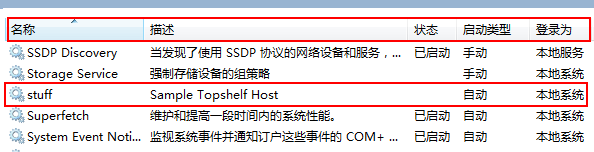 名称 描述 状态 启动类型 登录为
SSDP Discovery 当发现了使用 SSDP 协议的网络设备和服务，... 已启动 手动 本地服务
Storage Service 强制存储设备的组策略 手动 本地系统
stuff Sample Topshelf Host 自动 本地系统
Superfetch 维护和提高一段时间内的系统性能。 已启动 自动 本地系统
System Event Noti... 监视系统事件并通知订户这些事件的 COM+ ... 已启动 自动 本地系统